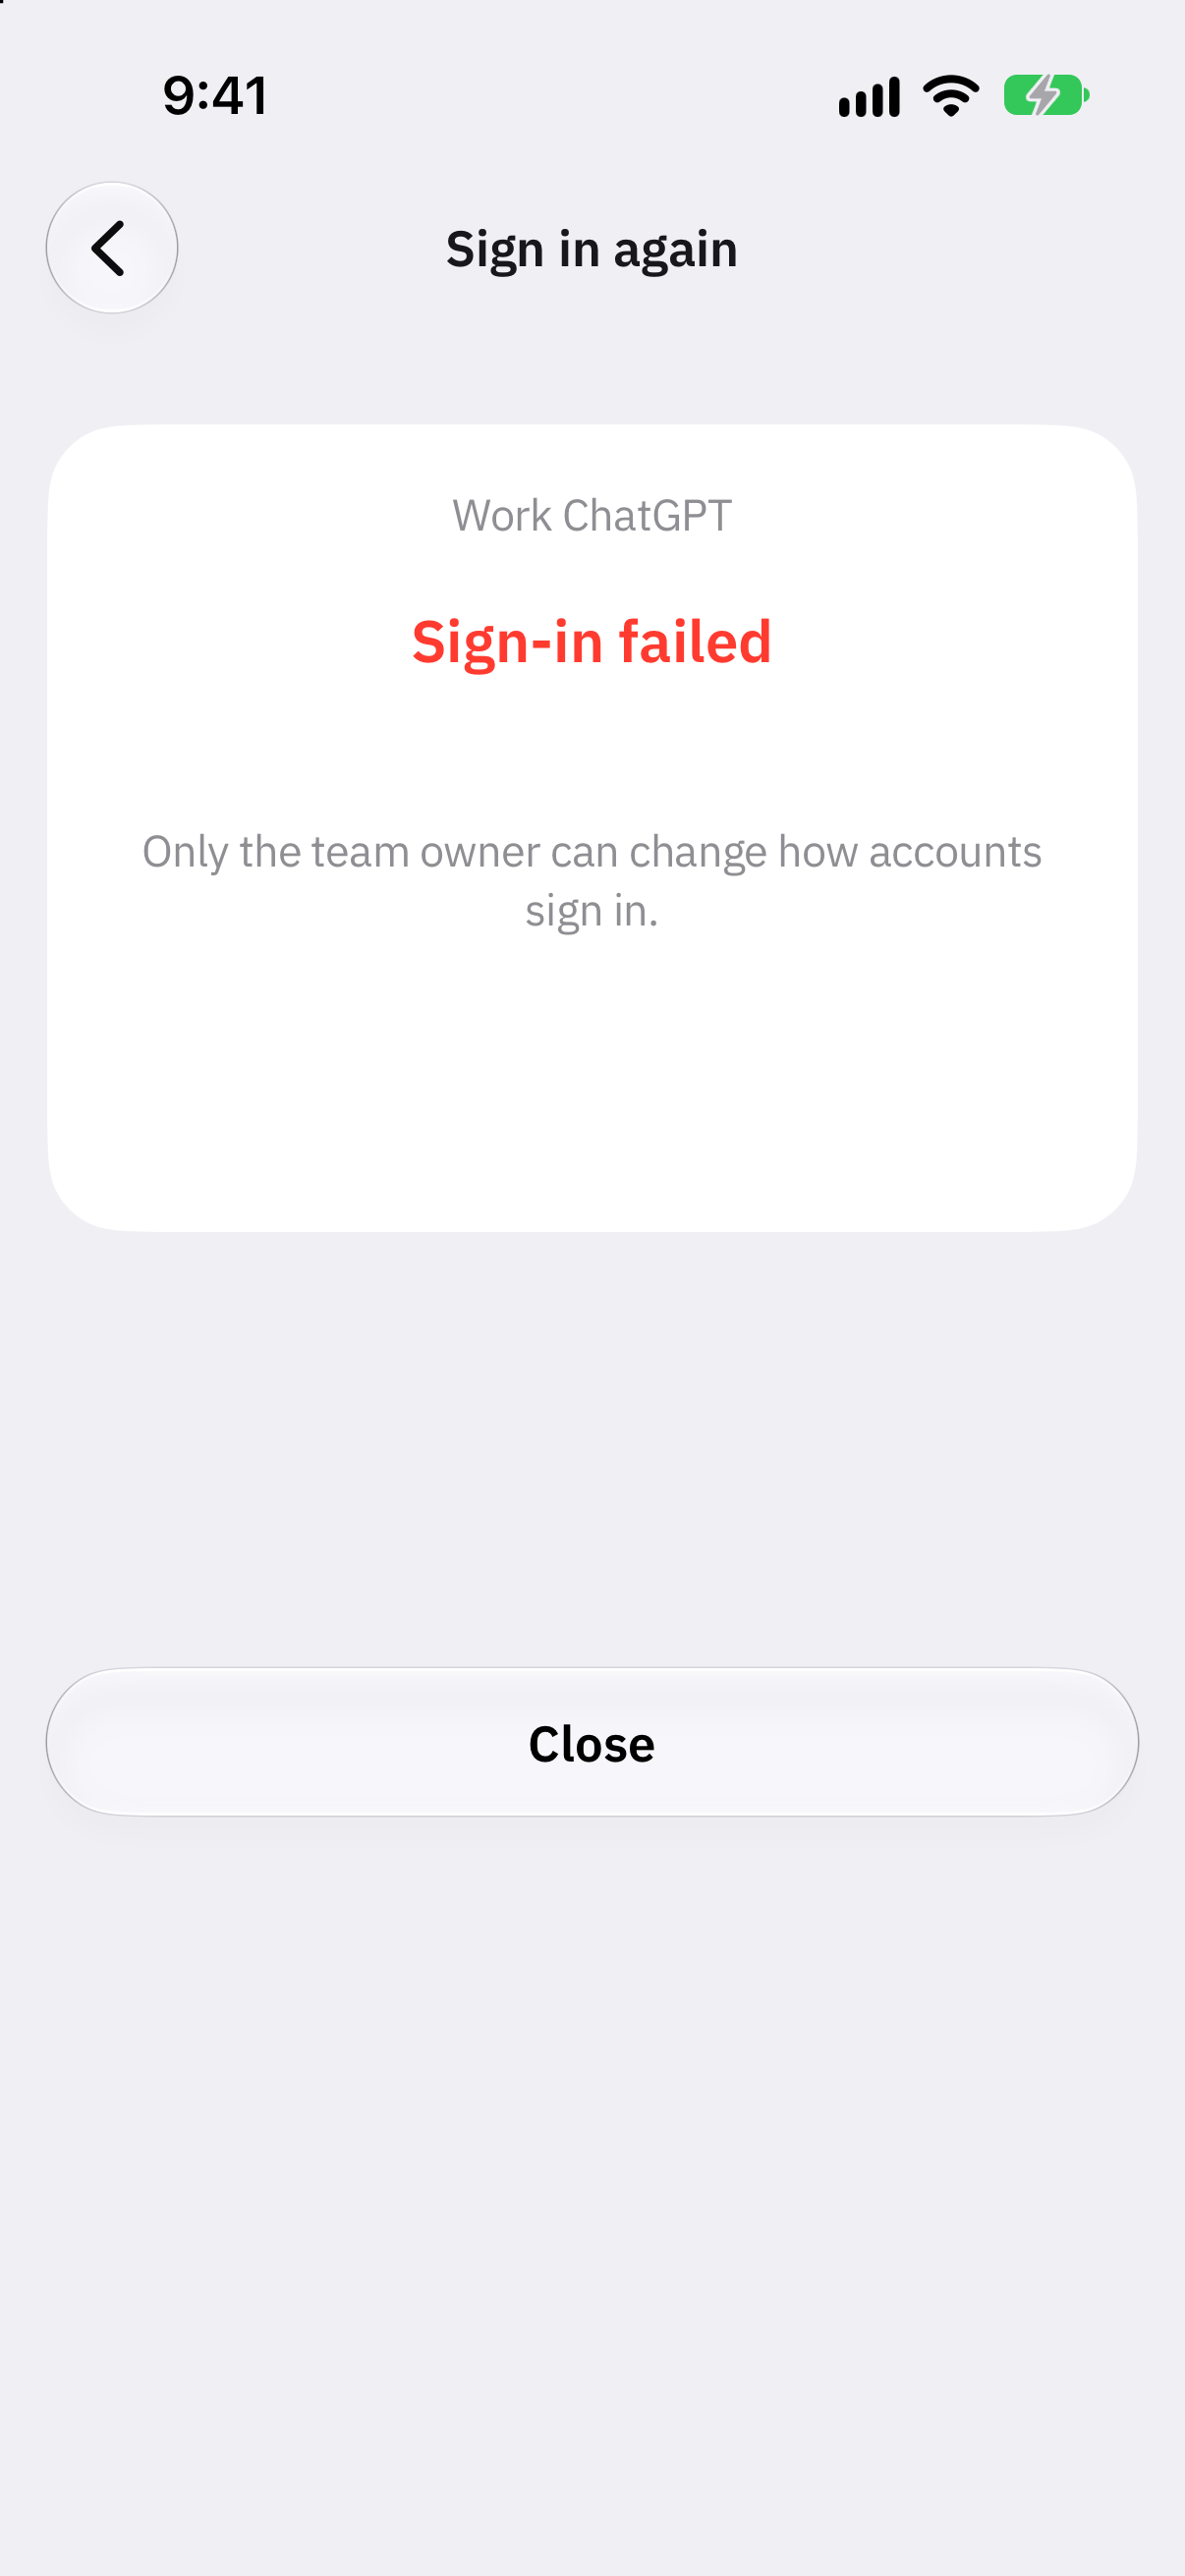 9:41
Sign in again
Work ChatGPT
Sign-in failed
Only the team owner can change how accounts
sign in.
Close